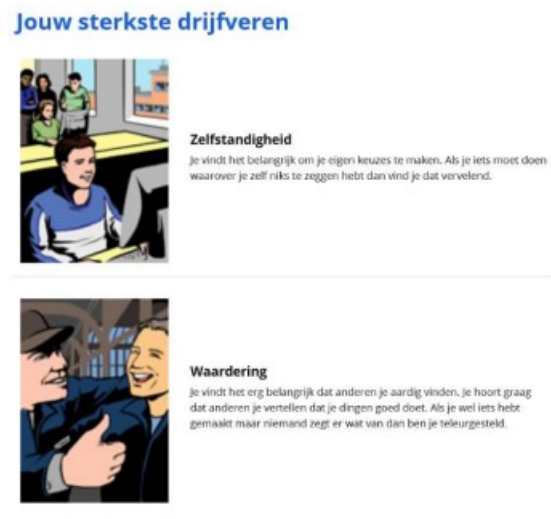 Jouw sterkste drijfveren
Zelfstandigheid
Je vindt het belangrijk om je eigen keuzes te maken. Als je iets moet doen
waarover je zelf niks te zeggen hebt dan vind je dat vervelend.
Waardering
Je vindt het erg belangrijk dat anderen je aardig vinden. Je hoort graag
dat anderen je vertellen dat je dingen goed doet. Als je wel iets hebt
gemaakt maar niemand zegt er wat van dan ben je teleurgesteld.